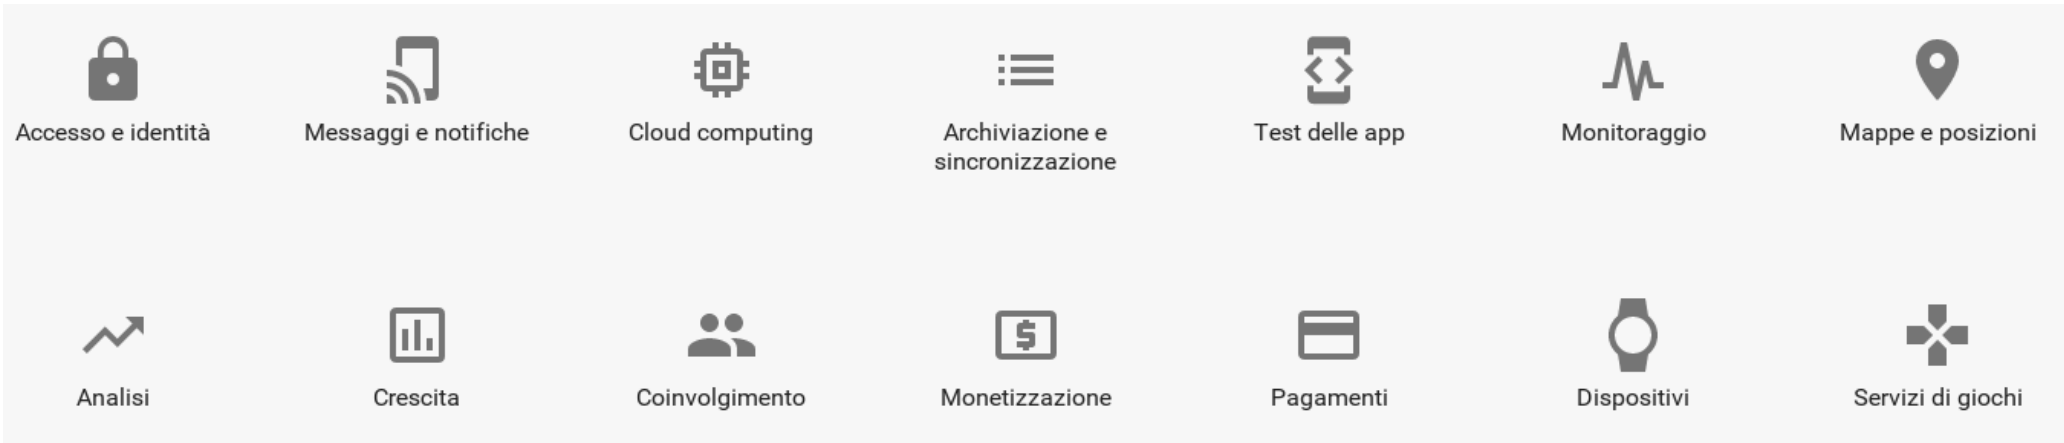 Accesso e identità
Messaggi e notifiche
Cloud computing
Archiviazione e
sincronizzazione
Test delle app
Monitoraggio
Mappe e posizioni
Analisi
Crescita
Coinvolgimento
Monetizzazione
Pagamenti
Dispositivi
Servizi di giochi